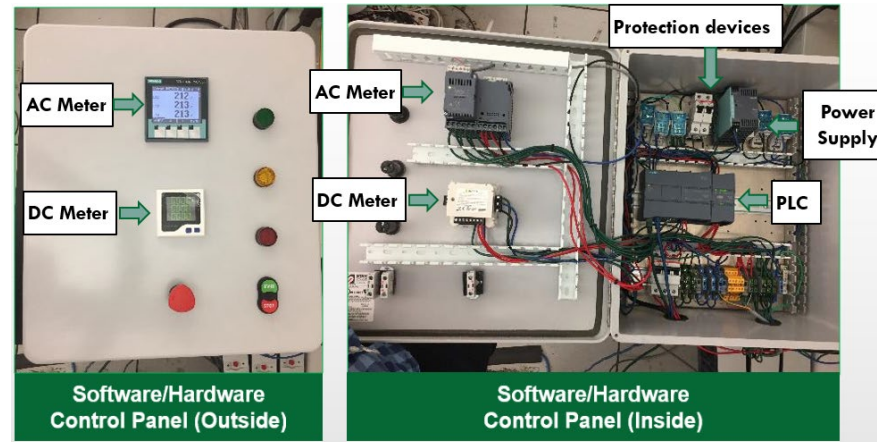 AC Meter
212
213
213
DC Meter
Software/Hardware
Control Panel (Outside)
Protection devices
AC Meter
Power
Supply
DC Meter
PLC
Software/Hardware
Control Panel (Inside)